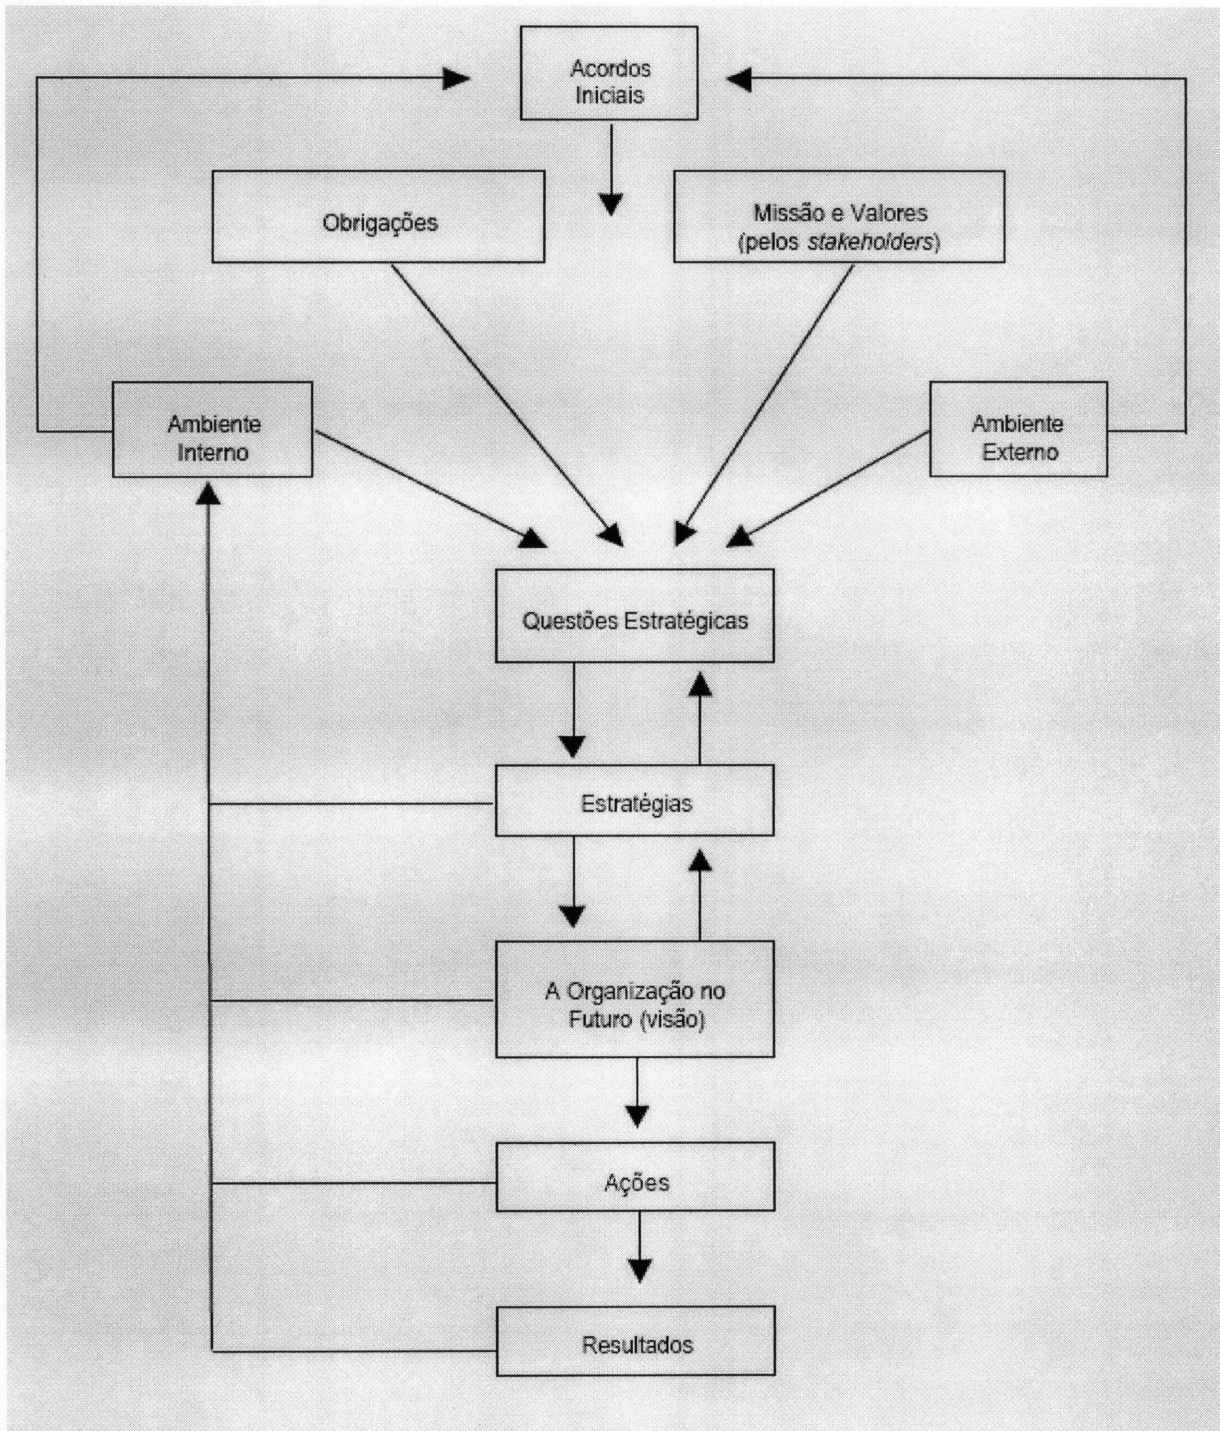 Acordos
Iniciais
Obrigações
Missão e Valores
(pelos stakeholders)
Ambiente
Interno
Ambiente
Externo
Questões Estratégicas
Estratégias
A Organização no
Futuro (visão)
Ações
Resultados